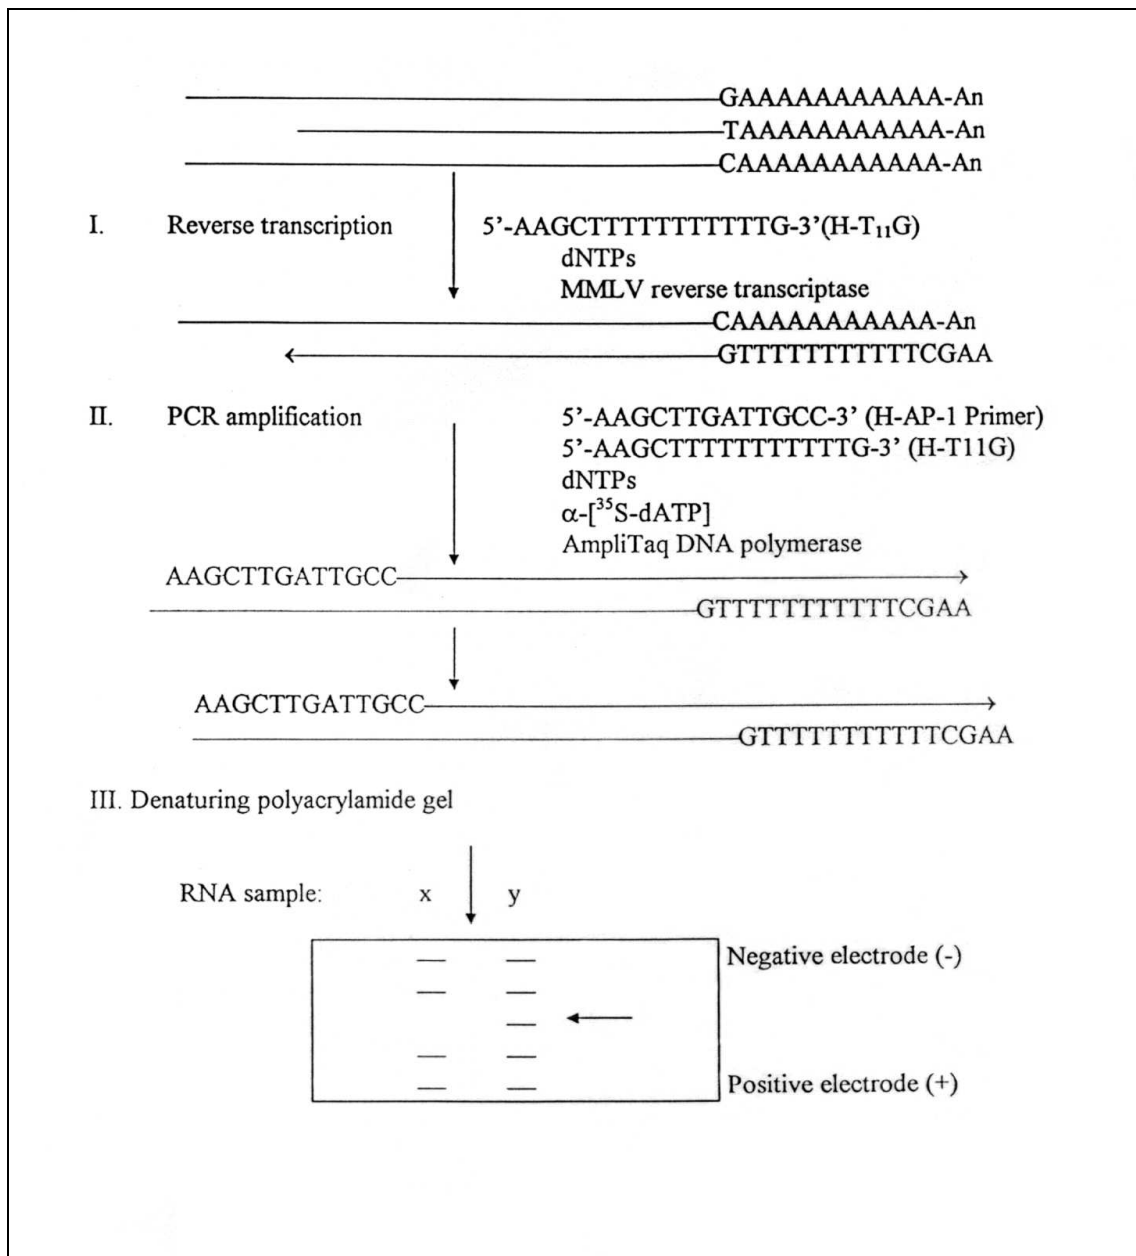 GAAAAAAAAAAA-An
TAAAAAAAAAAA-An
CAAAAAAAAAAA-An
I. Reverse transcription 5'-AAGCTTTTTTTTTTTG-3'(H-T₁₁G)
dNTPs
MMLV reverse transcriptase
CAAAAAAAAAAA-An
GTTTTTTTTTTTCGAA
II. PCR amplification 5'-AAGCTTGATTGCC-3' (H-AP-1 Primer)
5'-AAGCTTTTTTTTTTTG-3' (H-T11G)
dNTPs
α-[³⁵S-dATP]
AmpliTaq DNA polymerase
AAGCTTGATTGCC
GTTTTTTTTTTTCGAA
AAGCTTGATTGCC
GTTTTTTTTTTTCGAA
III. Denaturing polyacrylamide gel
RNA sample: x y
Negative electrode (-)
Positive electrode (+)